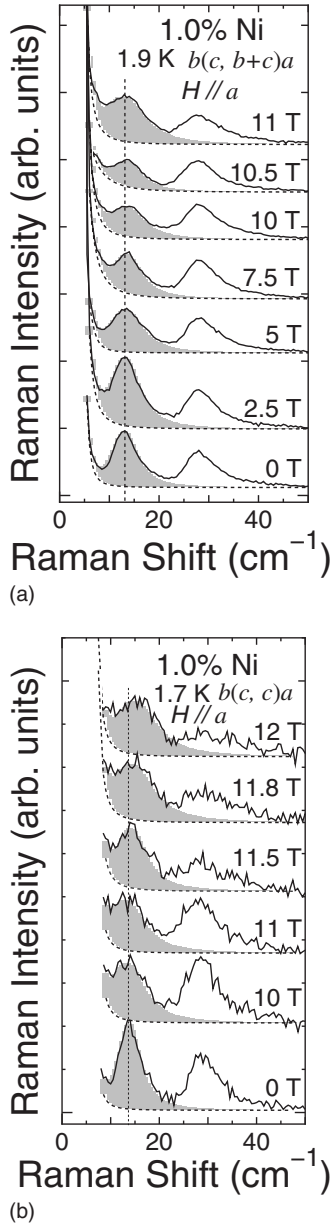 1.0% Ni
1.9 K b(c, b+c)a
H // a
11 T
10.5 T
10 T
7.5 T
5 T
2.5 T
0 T
Raman Intensity (arb. units)
0 20 40
Raman Shift (cm−1)
(a)
1.0% Ni
1.7 K b(c, c)a
H // a
12 T
11.8 T
11.5 T
11 T
10 T
0 T
Raman Intensity (arb. units)
0 20 40
Raman Shift (cm−1)
(b)